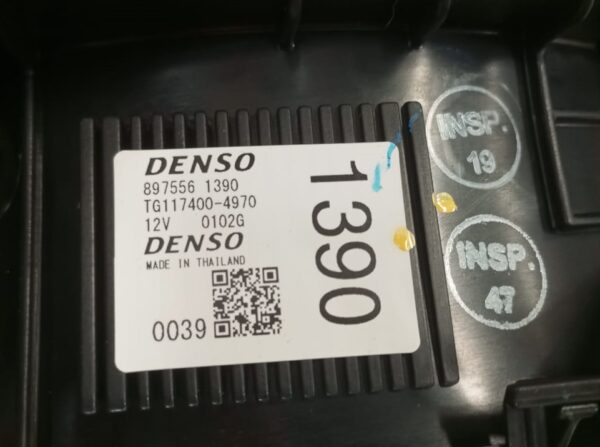 DENSO
897556 1390
TG117400-4970
12V 0102G
DENSO
MADE IN THAILAND
0039
1390
INSP.
19
INSP.
47